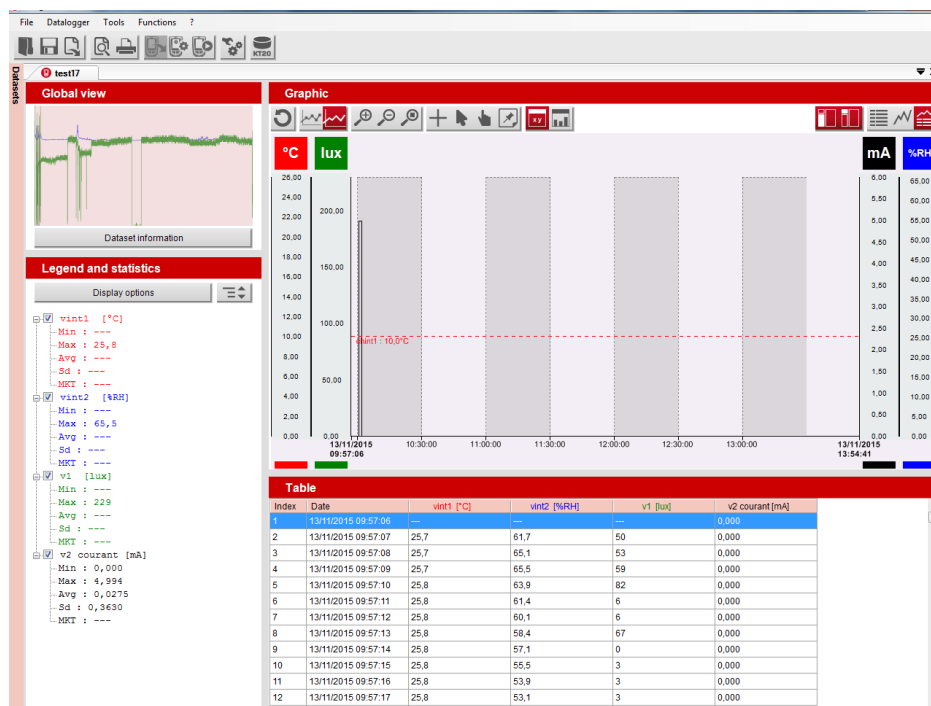 File Datalogger Tools Functions ?
KT20
Datasets
test17
Global view
Dataset information
Legend and statistics
Display options
vint1 [°C]
Min : ---
Max : 25,8
Avg : ---
Sd : ---
MKT : ---
vint2 [%RH]
Min : ---
Max : 65,5
Avg : ---
Sd : ---
MKT : ---
v1 [lux]
Min : ---
Max : 229
Avg : ---
Sd : ---
MKT : ---
v2 courant [mA]
Min : 0,000
Max : 4,994
Avg : 0,0275
Sd : 0,3630
MKT : ---
Graphic
xy
°C lux mA %RH
26,00
24,00
22,00
20,00
18,00
16,00
14,00
12,00
10,00
8,00
6,00
4,00
2,00
0,00
200,00
150,00
100,00
50,00
0,00
: 10,0°C
6,00
5,50
5,00
4,50
4,00
3,50
3,00
2,50
2,00
1,50
1,00
0,50
0,00
65,00
60,00
55,00
50,00
45,00
40,00
35,00
30,00
25,00
20,00
15,00
10,00
5,00
0,00
13/11/2015 10:30:00 11:00:00 11:30:00 12:00:00 12:30:00 13:00:00 13/11/2015
09:57:06 13:54:41
Table
Index Date vint1 [°C] vint2 [%RH] v1 [lux] v2 courant [mA]
1 13/11/2015 09:57:06 --- --- --- 0,000
2 13/11/2015 09:57:07 25,7 61,7 50 0,000
3 13/11/2015 09:57:08 25,7 65,1 53 0,000
4 13/11/2015 09:57:09 25,7 65,5 59 0,000
5 13/11/2015 09:57:10 25,8 63,9 82 0,000
6 13/11/2015 09:57:11 25,8 61,4 6 0,000
7 13/11/2015 09:57:12 25,8 60,1 6 0,000
8 13/11/2015 09:57:13 25,8 58,4 67 0,000
9 13/11/2015 09:57:14 25,8 57,1 0 0,000
10 13/11/2015 09:57:15 25,8 55,5 3 0,000
11 13/11/2015 09:57:16 25,8 53,9 3 0,000
12 13/11/2015 09:57:17 25,8 53,1 3 0,000